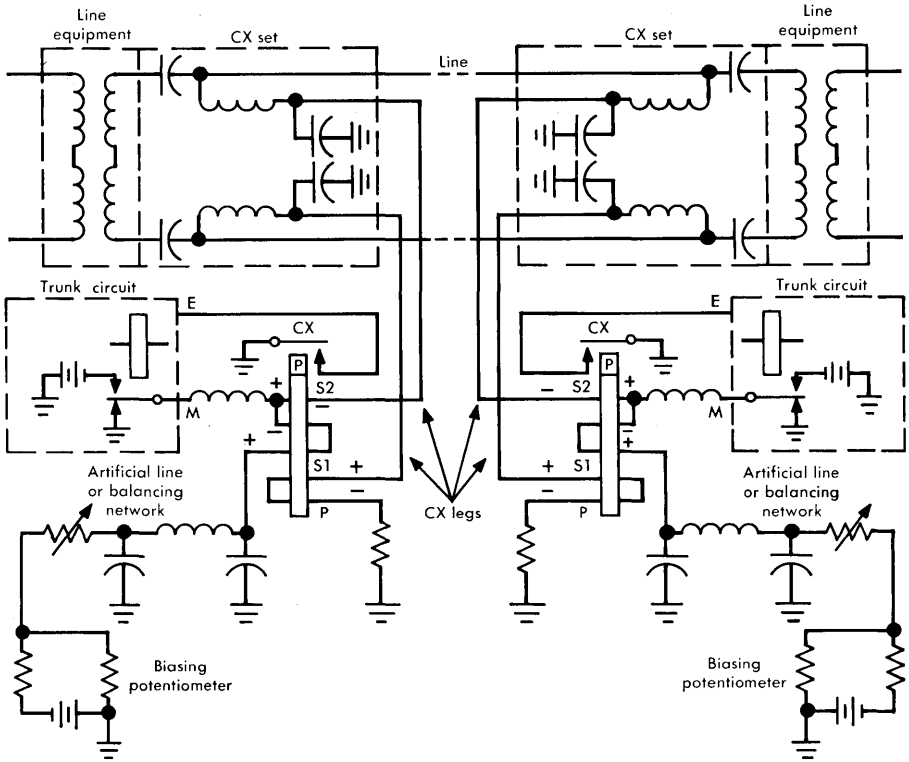 Line
equipment
CX set
Line
CX set
Line
equipment
Trunk circuit
E
CX
P
S2
+
−
M
−
+
S1
+
−
P
CX legs
Trunk circuit
E
CX
P
S2
+
−
M
−
+
S1
+
−
P
Artificial line
or balancing
network
Artificial line
or balancing
network
Biasing
potentiometer
Biasing
potentiometer